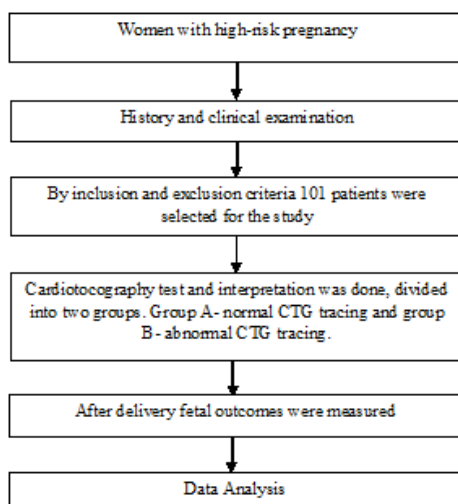 Women with high-risk pregnancy
History and clinical examination
By inclusion and exclusion criteria 101 patients were
selected for the study
Cardiotocography test and interpretation was done, divided
into two groups. Group A- normal CTG tracing and group
B- abnormal CTG tracing.
After delivery fetal outcomes were measured
Data Analysis